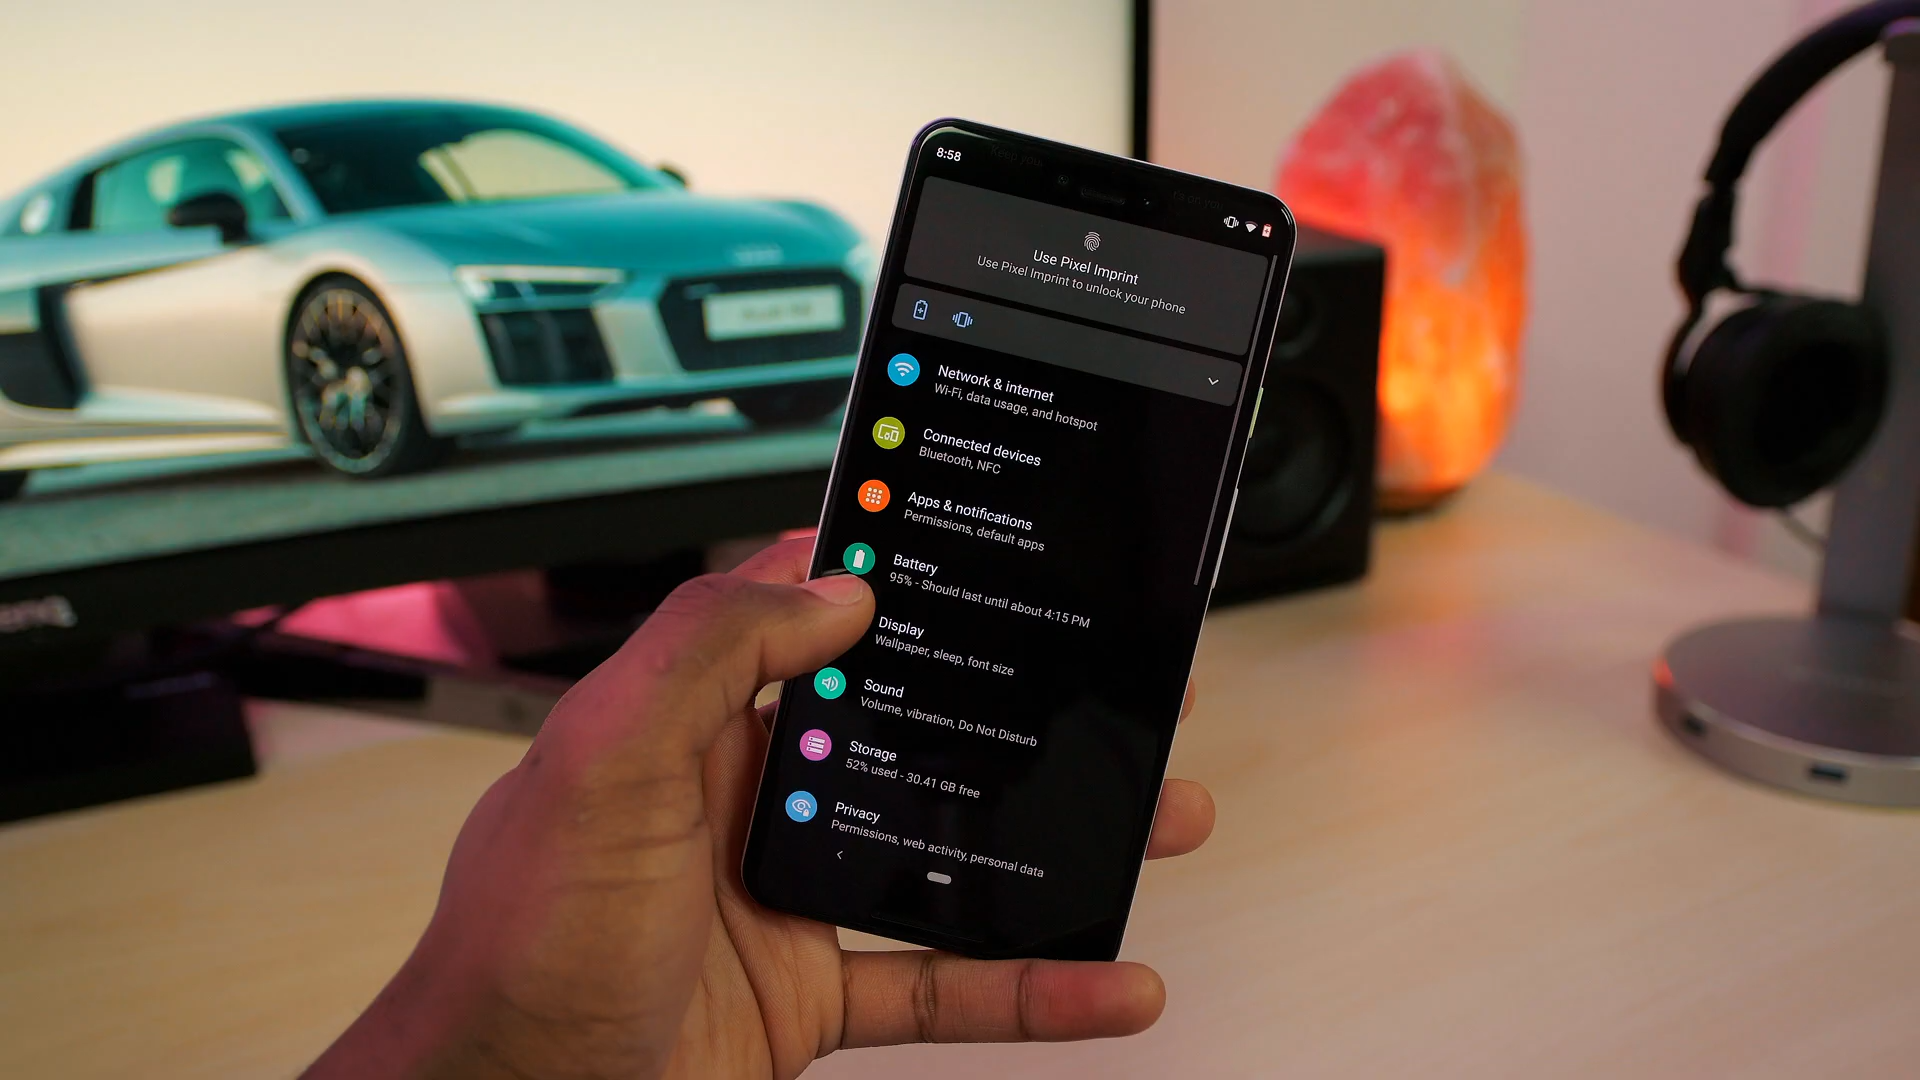 8:58
Use Pixel Imprint
Use Pixel Imprint to unlock your phone
Network & internet
Wi-Fi, data usage, and hotspot
Connected devices
Bluetooth, NFC
Apps & notifications
Permissions, default apps
Battery
95% - Should last until about 4:15 PM
Display
Wallpaper, sleep, font size
Sound
Volume, vibration, Do Not Disturb
Storage
52% used - 30.41 GB free
Privacy
Permissions, web activity, personal data